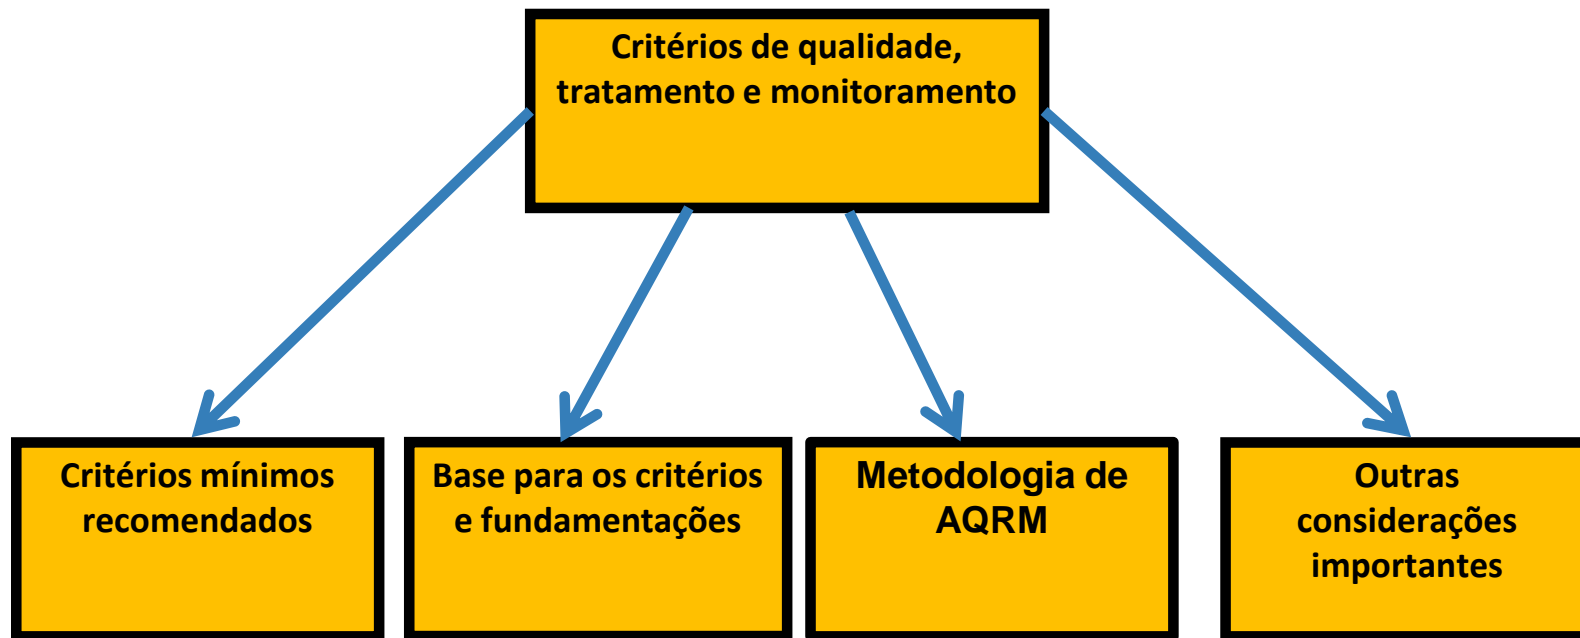 Critérios de qualidade,
tratamento e monitoramento
Critérios mínimos
recomendados
Base para os critérios
e fundamentações
Metodologia de
AQRM
Outras
considerações
importantes